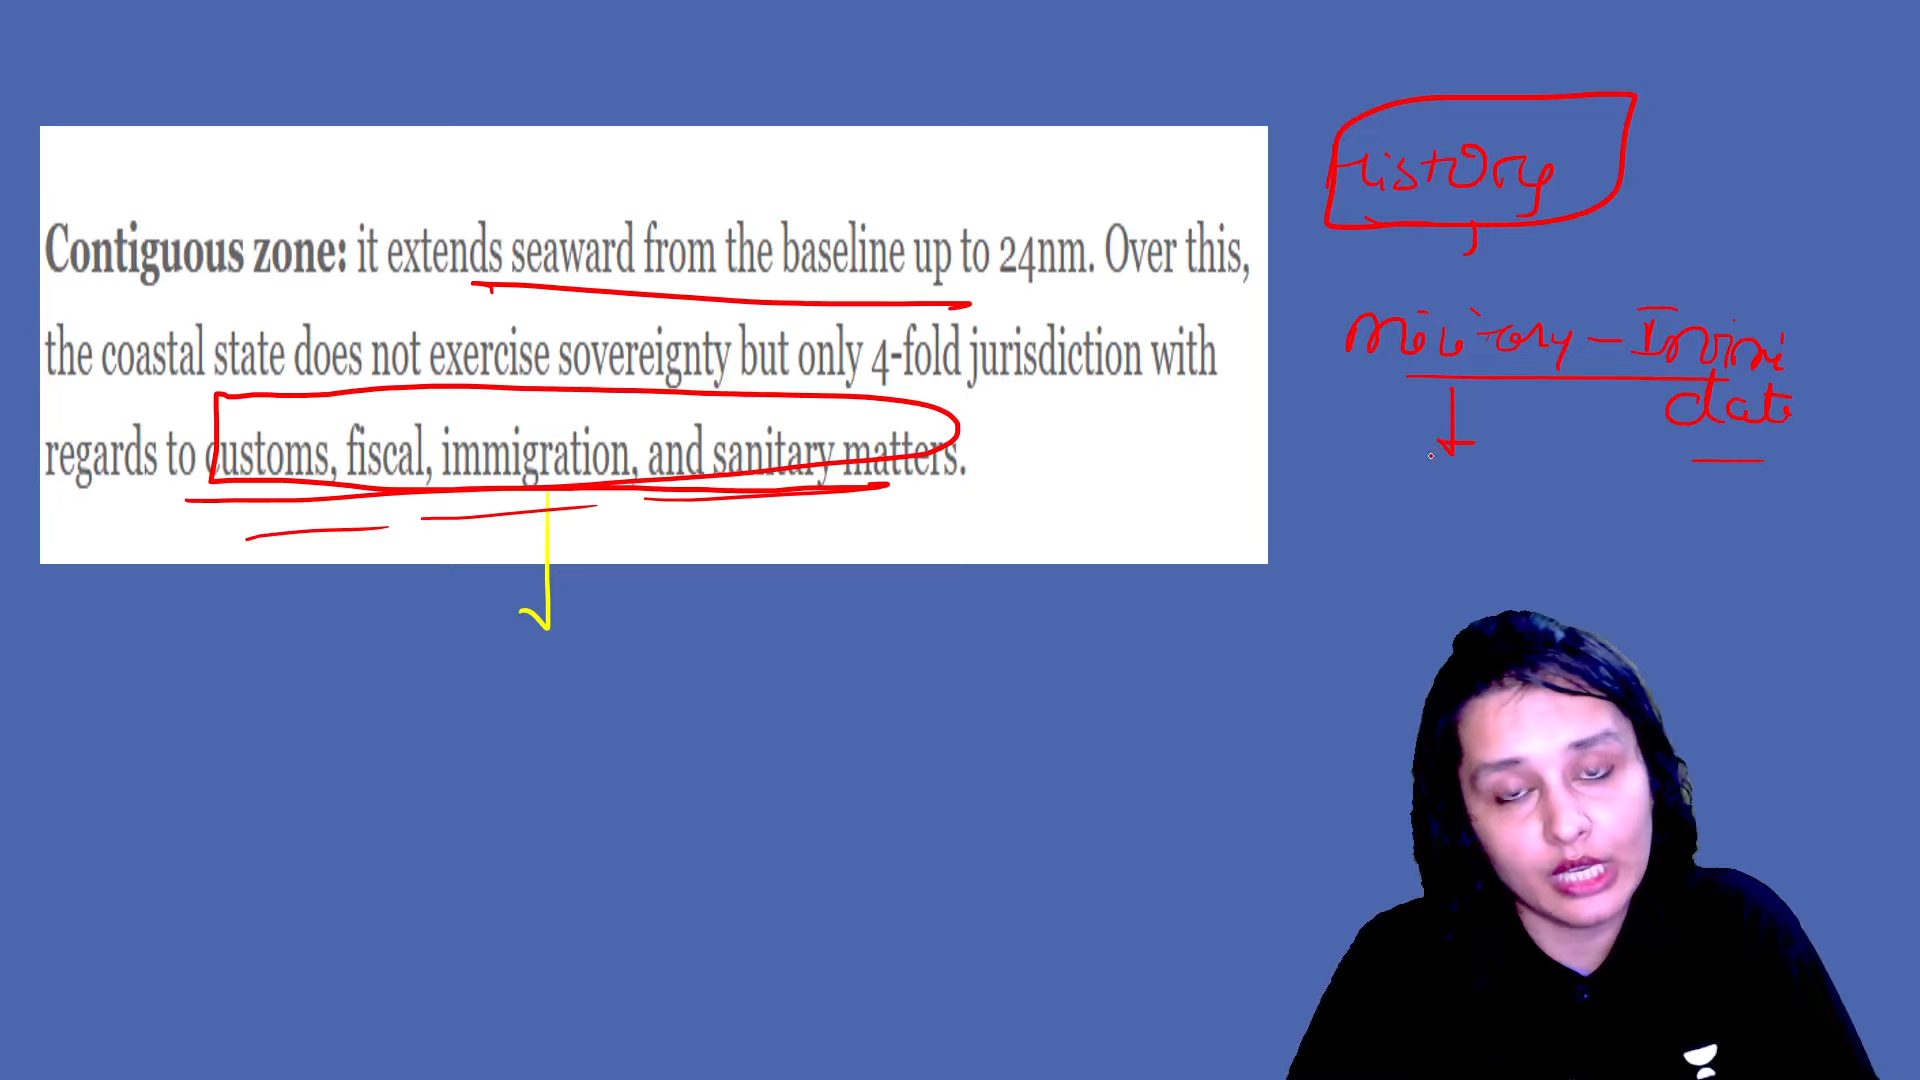 Contiguous zone: it extends seaward from the baseline up to 24nm. Over this,
the coastal state does not exercise sovereignty but only 4-fold jurisdiction with
regards to customs, fiscal, immigration, and sanitary matters.
History
date